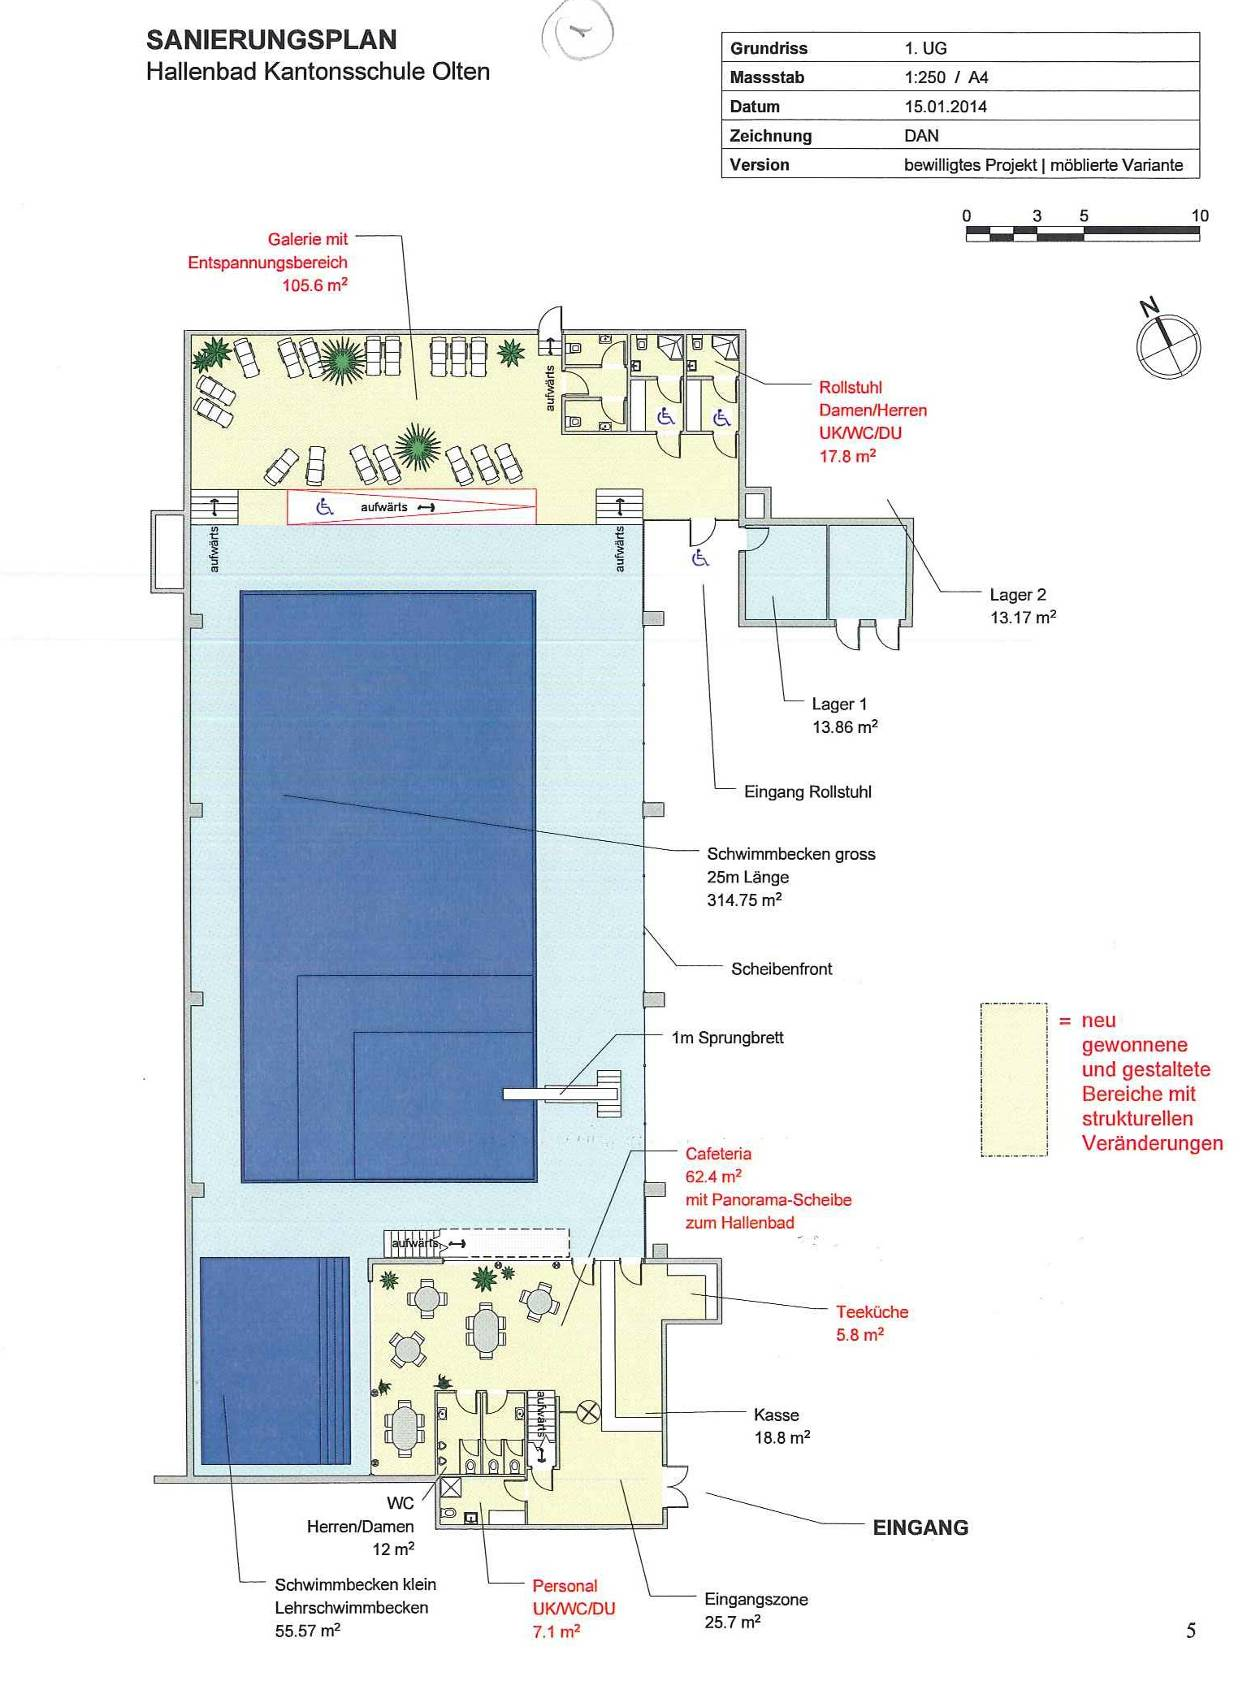 SANIERUNGSPLAN
Hallenbad Kantonsschule Olten
Grundriss 1. UG
Massstab 1:250 / A4
Datum 15.01.2014
Zeichnung DAN
Version bewilligtes Projekt | möblierte Variante
0 3 5 10
N
Galerie mit
Entspannungsbereich
105.6 m²
aufwärts
Rollstuhl
Damen/Herren
UK/WC/DU
17.8 m²
aufwärts
aufwärts
aufwärts
Lager 2
13.17 m²
Lager 1
13.86 m²
Eingang Rollstuhl
Schwimmbecken gross
25m Länge
314.75 m²
Scheibenfront
1m Sprungbrett
= neu
gewonnene
und gestaltete
Bereiche mit
strukturellen
Veränderungen
Cafeteria
62.4 m²
mit Panorama-Scheibe
zum Hallenbad
aufwärts
Teeküche
5.8 m²
aufwärts
Kasse
18.8 m²
WC
Herren/Damen
12 m²
EINGANG
Schwimmbecken klein
Lehrschwimmbecken
55.57 m²
Personal
UK/WC/DU
7.1 m²
Eingangszone
25.7 m²
5